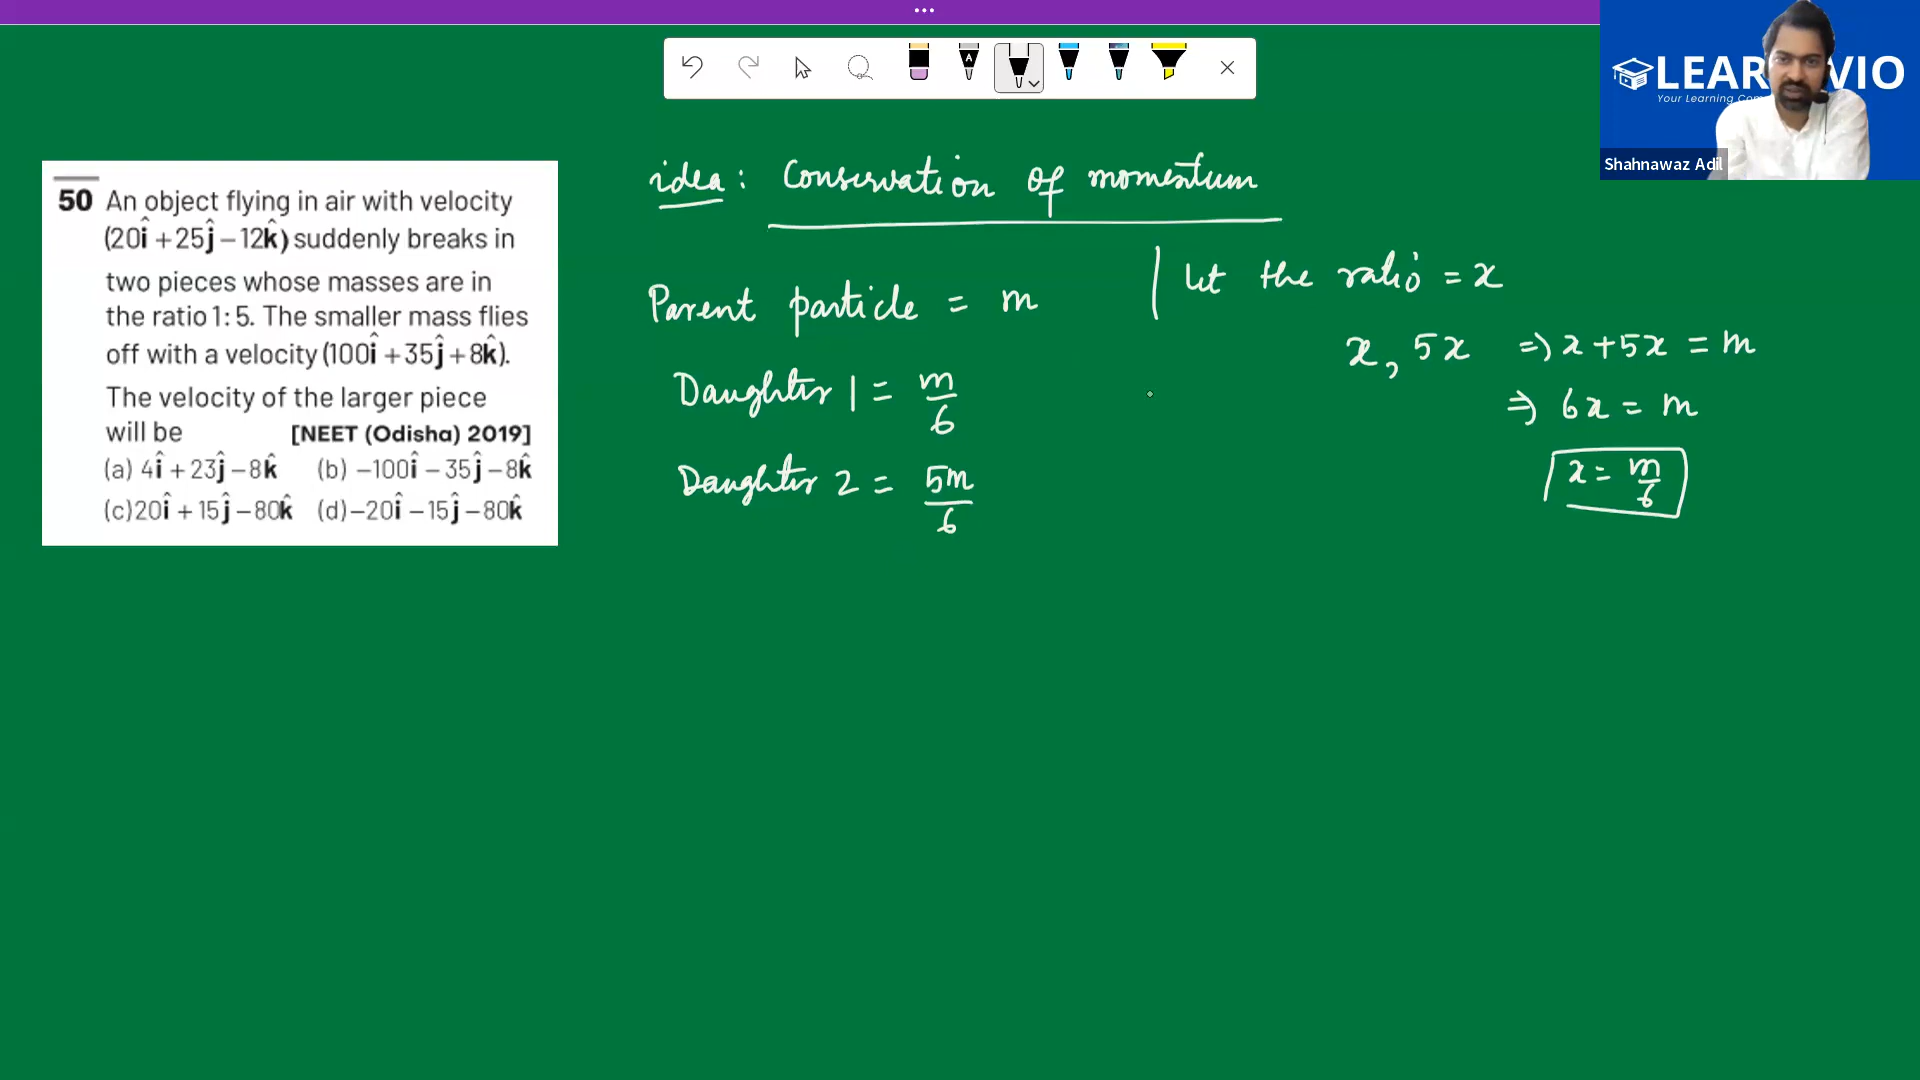 LEAR VIO
Your Learning Com
Shahnawaz Adil
50 An object flying in air with velocity
(20î + 25ĵ – 12k̂) suddenly breaks in
two pieces whose masses are in
the ratio 1 : 5. The smaller mass flies
off with a velocity (100î + 35ĵ + 8k̂).
The velocity of the larger piece
will be [NEET (Odisha) 2019]
(a) 4î + 23ĵ – 8k̂ (b) –100î – 35ĵ – 8k̂
(c) 20î + 15ĵ – 80k̂ (d) –20î – 15ĵ – 80k̂
idea : Conservation of momentum
Parent particle = m
Daughter 1 = m/6
Daughter 2 = 5m/6
let the ratio = x
x, 5x ⇒ x + 5x = m
⇒ 6x = m
x = m/6